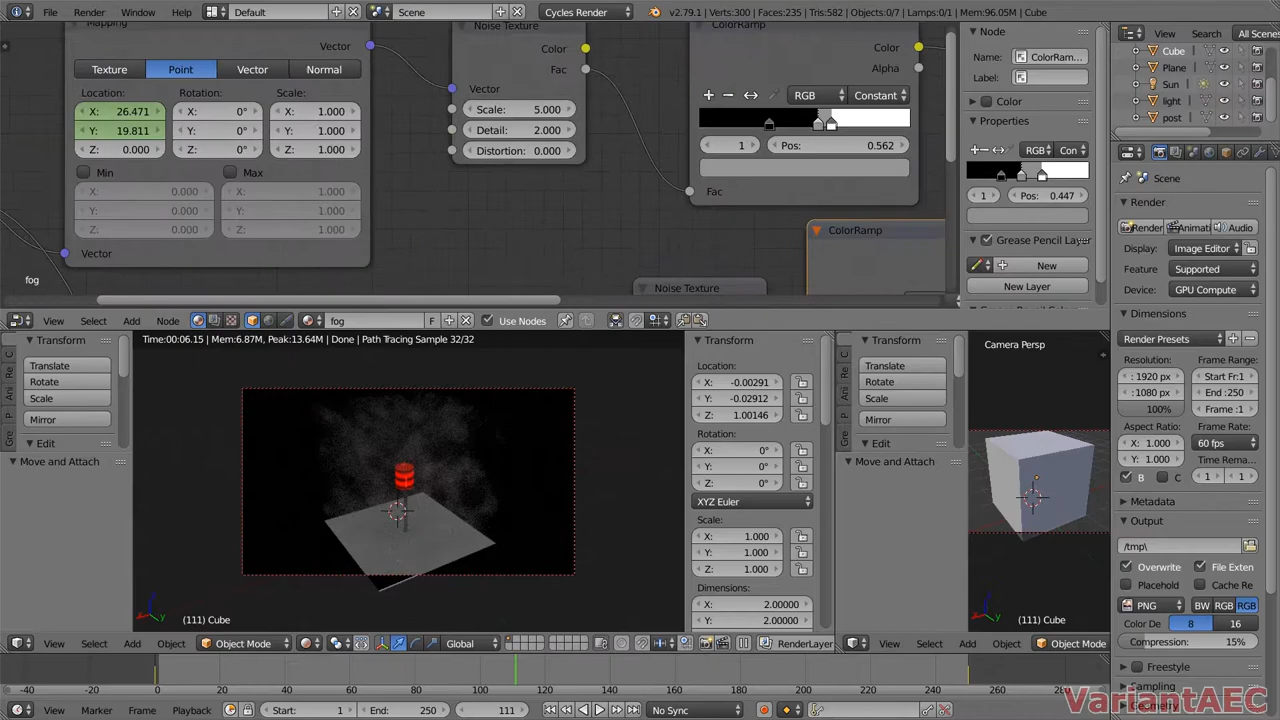 File Render Window Help Default Scene Cycles Render v2.79.1 | Verts:300 | Faces:235 | Tris:582 | Objects:0/7 | Lamps:0/1 | Mem:96.05M | Cube
View Search All Scenes
Mapping
Vector
Texture Point Vector Normal
Location: Rotation: Scale:
X: 26.471 X: 0° X: 1.000
Y: 19.811 Y: 0° Y: 1.000
Z: 0.000 Z: 0° Z: 1.000
Min Max
X: 0.000 X: 1.000
Y: 0.000 Y: 1.000
Z: 0.000 Z: 1.000
Vector
fog
Noise Texture
Color
Fac
Vector
Scale: 5.000
Detail: 2.000
Distortion: 0.000
Noise Texture
ColorRamp
Color
Alpha
RGB Constant
1 Pos: 0.562
Fac
ColorRamp
Node
Name: ColorRam...
Label:
Color
Properties
RGB Con
1 Pos: 0.447
Grease Pencil Layer
New
New Layer
Cube
Plane
Sun
light
post
Scene
Render
Render Animati Audio
Display: Image Editor
Feature Supported
Device: GPU Compute
Dimensions
Render Presets
Resolution: Frame Range:
: 1920 px Start Fr:1
: 1080 px End :250
100% Frame :1
Aspect Ratio: Frame Rate:
X: 1.000 60 fps
Y: 1.000 Time Rema
B C 1 1
Metadata
Output
/tmp\
Overwrite File Exten
Placehold Cache Re
PNG BW RGB RGB
Color De 8 16
Compression: 15%
Freestyle
Sampling
Geometry
View Select Add Node fog F Use Nodes
Transform
Translate
Rotate
Scale
Mirror
Edit
Move and Attach
Time:00:06.15 | Mem:6.87M, Peak:13.64M | Done | Path Tracing Sample 32/32
(111) Cube
Transform
Location:
X: -0.00291
Y: -0.02912
Z: 1.00146
Rotation:
X: 0°
Y: 0°
Z: 0°
XYZ Euler
Scale:
X: 1.000
Y: 1.000
Z: 1.000
Dimensions:
X: 2.00000
Y: 2.00000
Transform
Translate
Rotate
Scale
Mirror
Edit
Move and Attach
Camera Persp
(111) Cube
View Select Add Object Object Mode Global RenderLayer
View Select Add Object
-40 -20 0 20 40 60 80 100 120 140 160 180 200 220 240 260 280
View Marker Frame Playback Start: 1 End: 250 111 No Sync
VariantAEC